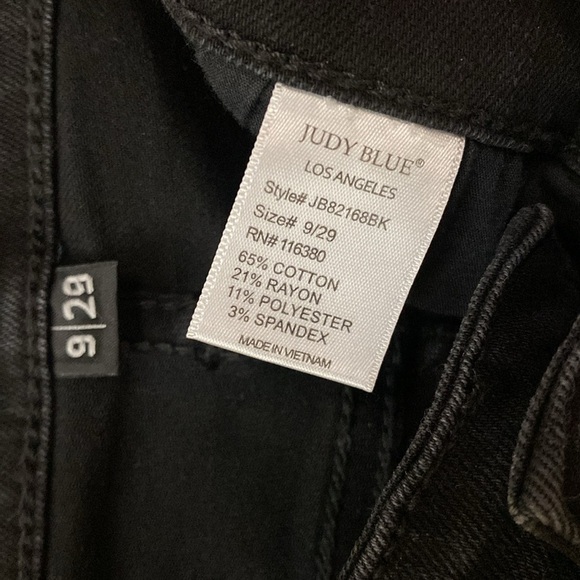 JUDY BLUE®
LOS ANGELES
Style# JB82168BK
Size# 9/29
RN# 116380
65% COTTON
21% RAYON
11% POLYESTER
3% SPANDEX
MADE IN VIETNAM
9|29